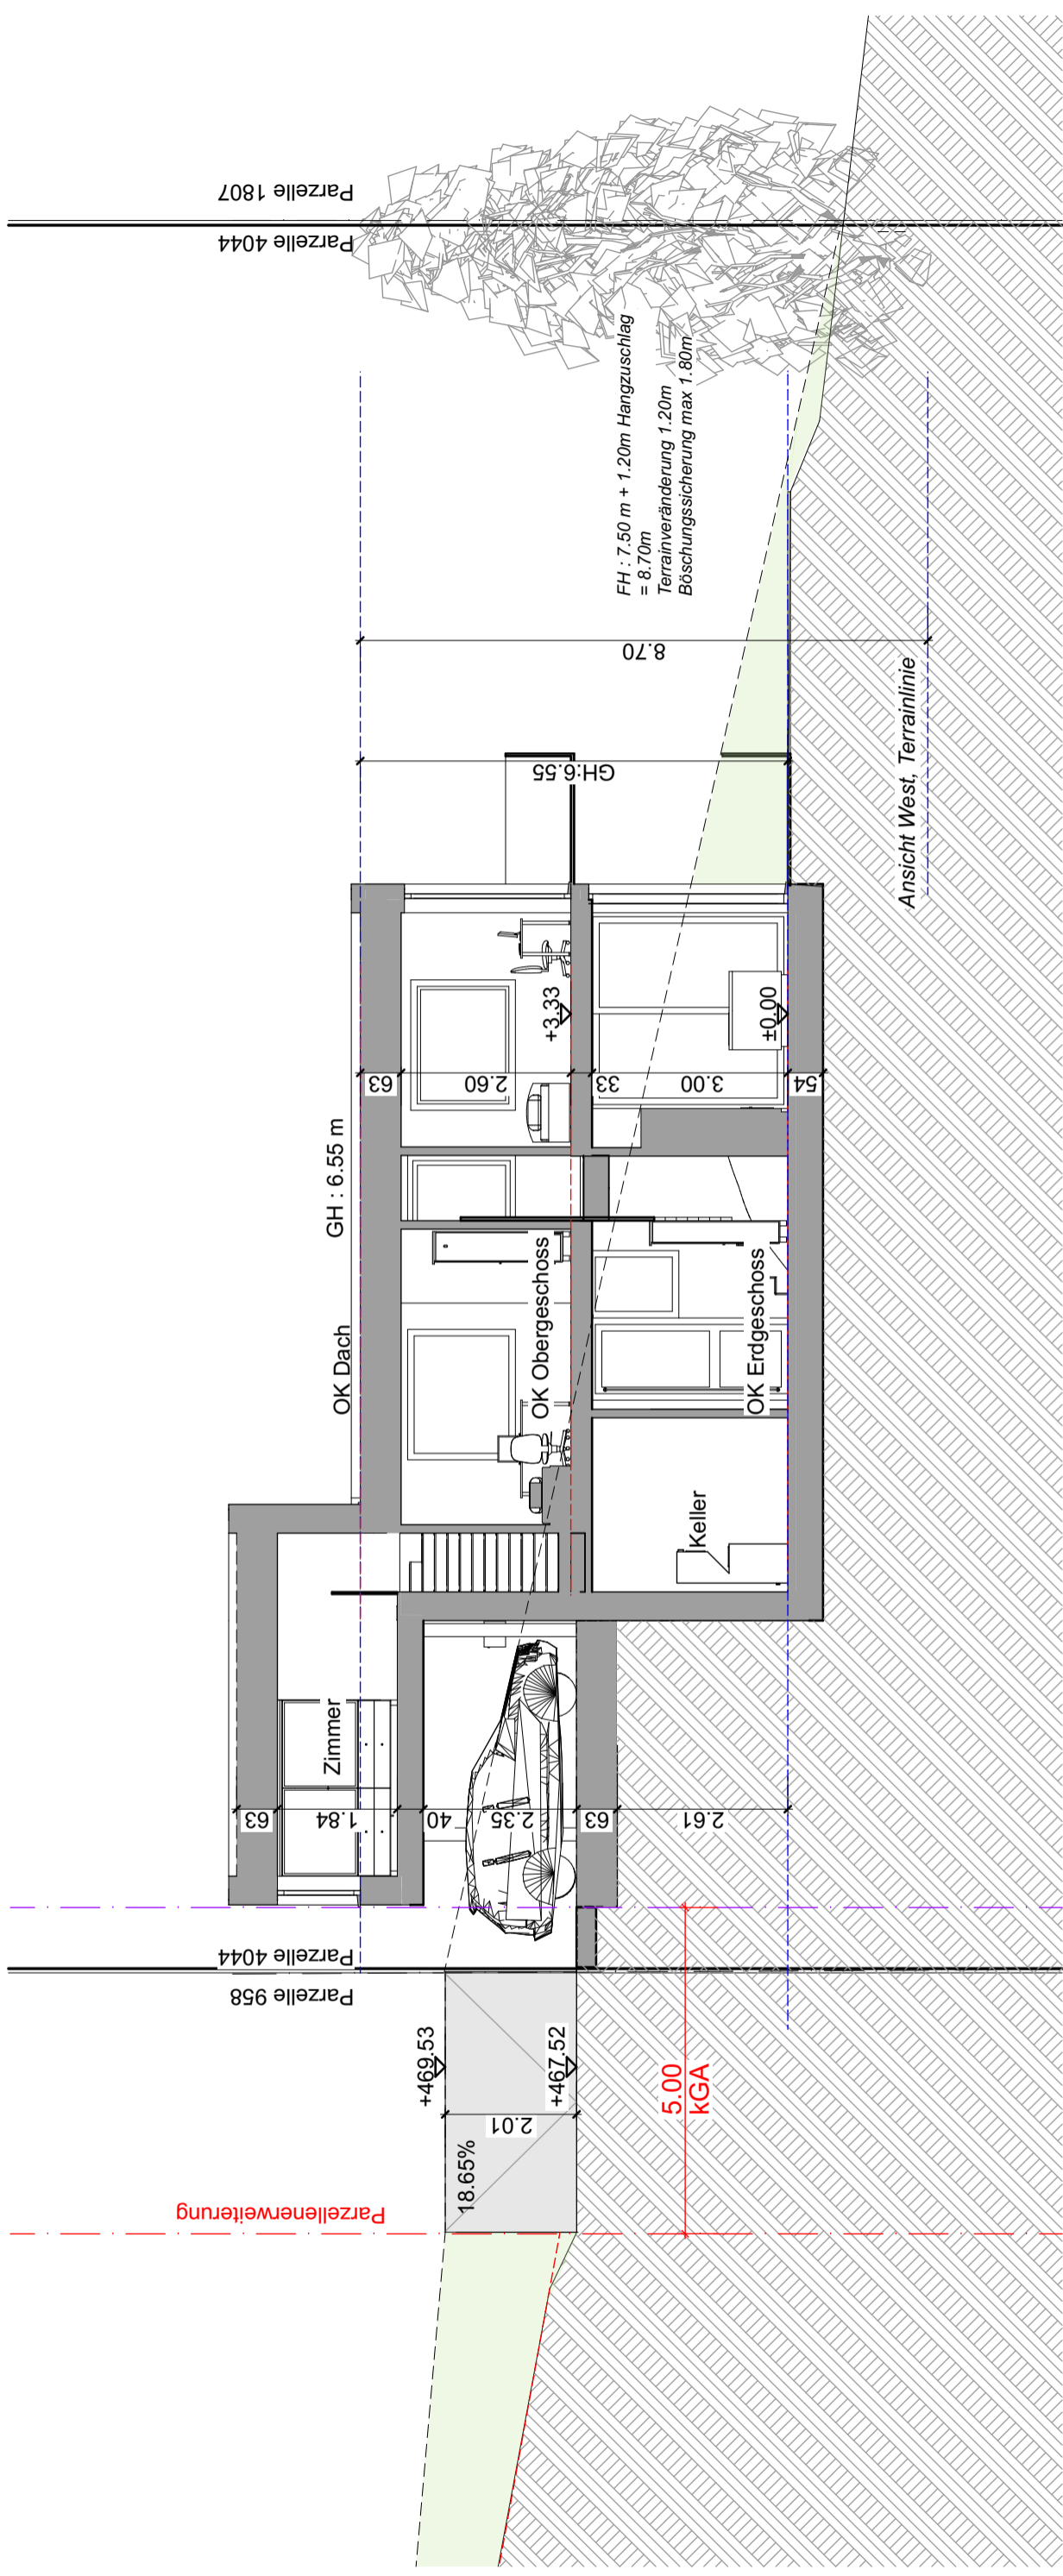 Parzelle 1807
Parzelle 4044
FH : 7.50 m + 1.20m Hangzuschlag
= 8.70m
Terrainveränderung 1.20m
Böschungssicherung max 1.80m
8.70
GH:6.55
Ansicht West, Terrainlinie
GH : 6.55 m
OK Dach
63
2.60
33
3.00
54
+3.33
±0.00
OK Obergeschoss
OK Erdgeschoss
Keller
Zimmer
63
1.84
40
2.35
63
2.61
Parzelle 4044
Parzelle 958
+469.53
+467.52
2.01
18.65%
5.00
kGA
Parzellenerweiterung